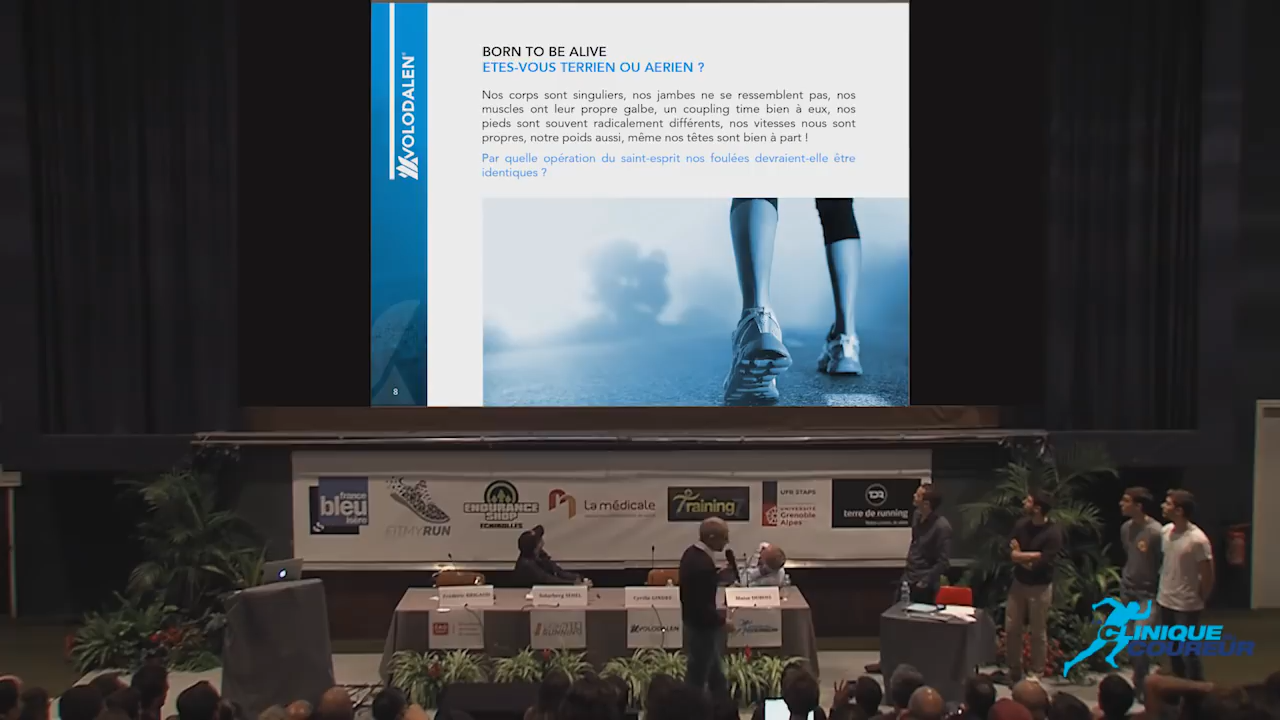 BORN TO BE ALIVE
ETES-VOUS TERRIEN OU AERIEN ?
Nos corps sont singuliers, nos jambes ne se ressemblent pas, nos
muscles ont leur propre galbe, un coupling time bien à eux, nos
pieds sont souvent radicalement différents, nos vitesses nous sont
propres, notre poids aussi, même nos têtes sont bien à part !
Par quelle opération du saint-esprit nos foulées devraient-elle être
identiques ?
VOLODALEN
8
france
bleu
isère
FITMYRUN
ENDURANCE
SHOP
ECHIROLLES
La médicale
Training
UFR STAPS
UNIVERSITÉ
Grenoble
Alpes
TDR
terre de running
VOLODALEN
CLINIQUE
COUREUR